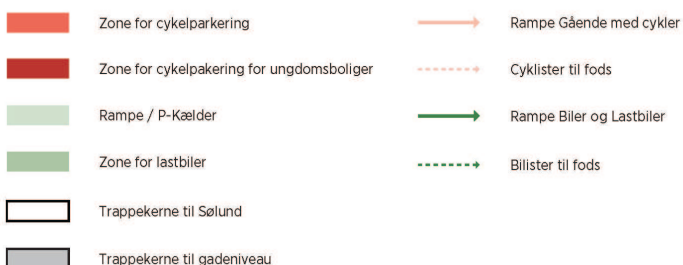 Zone for cykelparkering
Zone for cykelpakering for ungdomsboliger
Rampe / P-Kælder
Zone for lastbiler
Trappekerne til Sølund
Trappekerne til gadeniveau
Rampe Gående med cykler
Cyklister til fods
Rampe Biler og Lastbiler
Bilister til fods